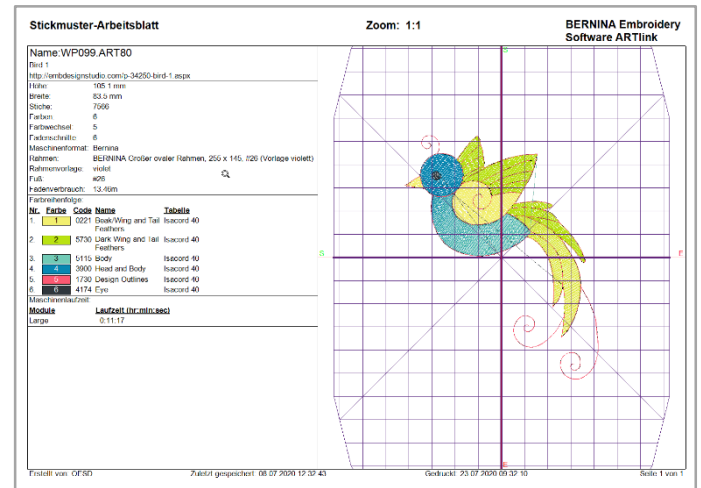 Stickmuster-Arbeitsblatt
Zoom: 1:1
BERNINA Embroidery
Software ARTlink
Name:WP099.ART80
Bird 1
http://embdesignstudio.com/p-34250-bird-1.aspx
Höhe: 105.1 mm
Breite: 83.5 mm
Stiche: 7566
Farben: 6
Farbwechsel: 5
Fadenschnitte: 6
Maschinenformat: Bernina
Rahmen: BERNINA Großer ovaler Rahmen, 255 x 145, #26 (Vorlage violett)
Rahmenvorlage: violet
Fuß: #26
Fadenverbrauch: 13.46m
Farbreihenfolge:
Nr. Farbe Code Name Tabelle
1. 1 0221 Beak/Wing and Tail Feathers Isacord 40
2. 2 5730 Dark Wing and Tail Feathers Isacord 40
3. 3 5115 Body Isacord 40
4. 4 3900 Head and Body Isacord 40
5. 5 1730 Design Outlines Isacord 40
6. 6 4174 Eye Isacord 40
Maschinenlaufzeit:
Module Laufzeit (hr:min:sec)
Large 0:11:17
S
S
E
E
Erstellt von: OESD
Zuletzt gespeichert: 08.07.2020 12:32:43
Gedruckt: 23.07.2020 09:32:10
Seite 1 von 1